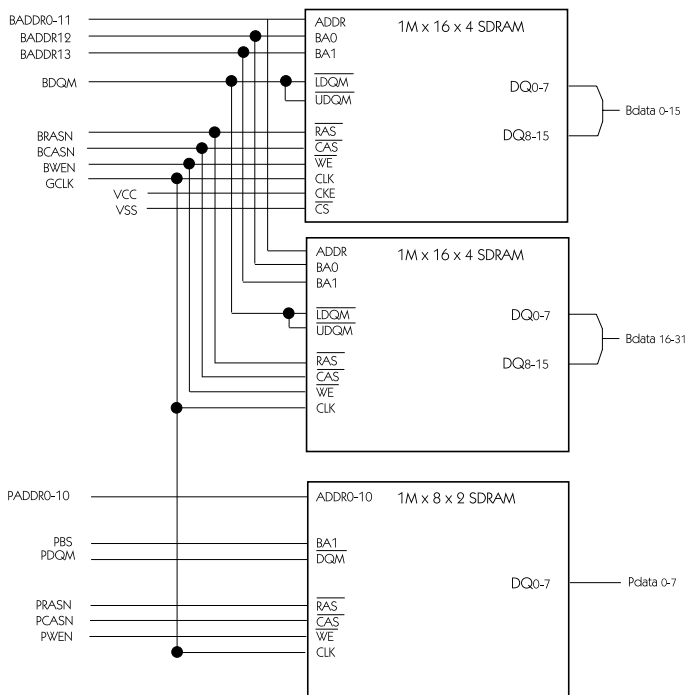 BADDR0-11
BADDR12
BADDR13
BDQM
BRASN
BCASN
BWEN
GCLK
VCC
VSS
ADDR
BA0
BA1
LDQM
UDQM
RAS
CAS
WE
CLK
CKE
CS
1M x 16 x 4 SDRAM
DQ0-7
DQ8-15
Bdata 0-15
ADDR
BA0
BA1
LDQM
UDQM
RAS
CAS
WE
CLK
1M x 16 x 4 SDRAM
DQ0-7
DQ8-15
Bdata 16-31
PADDR0-10
PBS
PDQM
PRASN
PCASN
PWEN
ADDR0-10
BA1
DQM
RAS
CAS
WE
CLK
1M x 8 x 2 SDRAM
DQ0-7
Pdata 0-7